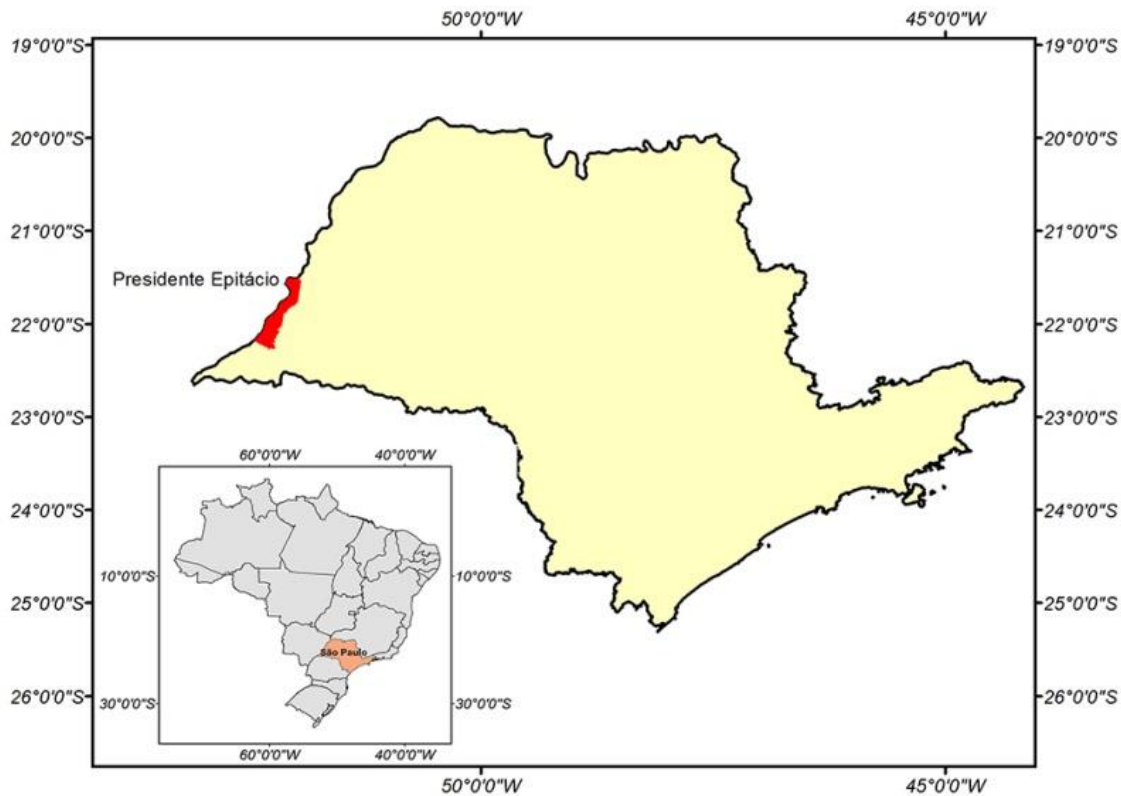 50°0'0"W
45°0'0"W
19°0'0"S
19°0'0"S
20°0'0"S
20°0'0"S
21°0'0"S
21°0'0"S
Presidente Epitácio
22°0'0"S
22°0'0"S
23°0'0"S
23°0'0"S
24°0'0"S
24°0'0"S
25°0'0"S
25°0'0"S
26°0'0"S
26°0'0"S
60°0'0"W
40°0'0"W
10°0'0"S
10°0'0"S
São Paulo
30°0'0"S
30°0'0"S
60°0'0"W
40°0'0"W
50°0'0"W
45°0'0"W